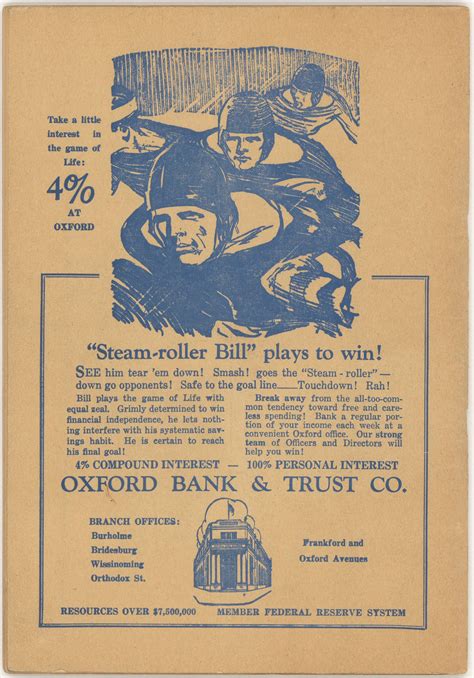 Take a little
interest in
the game of
Life:
4%
AT
OXFORD
"Steam-roller Bill" plays to win!
SEE him tear 'em down! Smash! goes the "Steam-roller"—
down go opponents! Safe to the goal line—Touchdown! Rah!
Bill plays the game of Life with
equal zeal. Grimly determined to win
financial independence, he lets noth-
ing interfere with his systematic sav-
ings habit. He is certain to reach
his final goal!
Break away from the all-too-com-
mon tendency toward free and care-
less spending! Bank a regular por-
tion of your income each week at a
convenient Oxford office. Our strong
team of Officers and Directors will
help you win!
4% COMPOUND INTEREST — 100% PERSONAL INTEREST
OXFORD BANK & TRUST CO.
BRANCH OFFICES:
Burholme
Bridesburg
Wissinoming
Orthodox St.
Frankford and
Oxford Avenues
RESOURCES OVER $7,500,000 MEMBER FEDERAL RESERVE SYSTEM